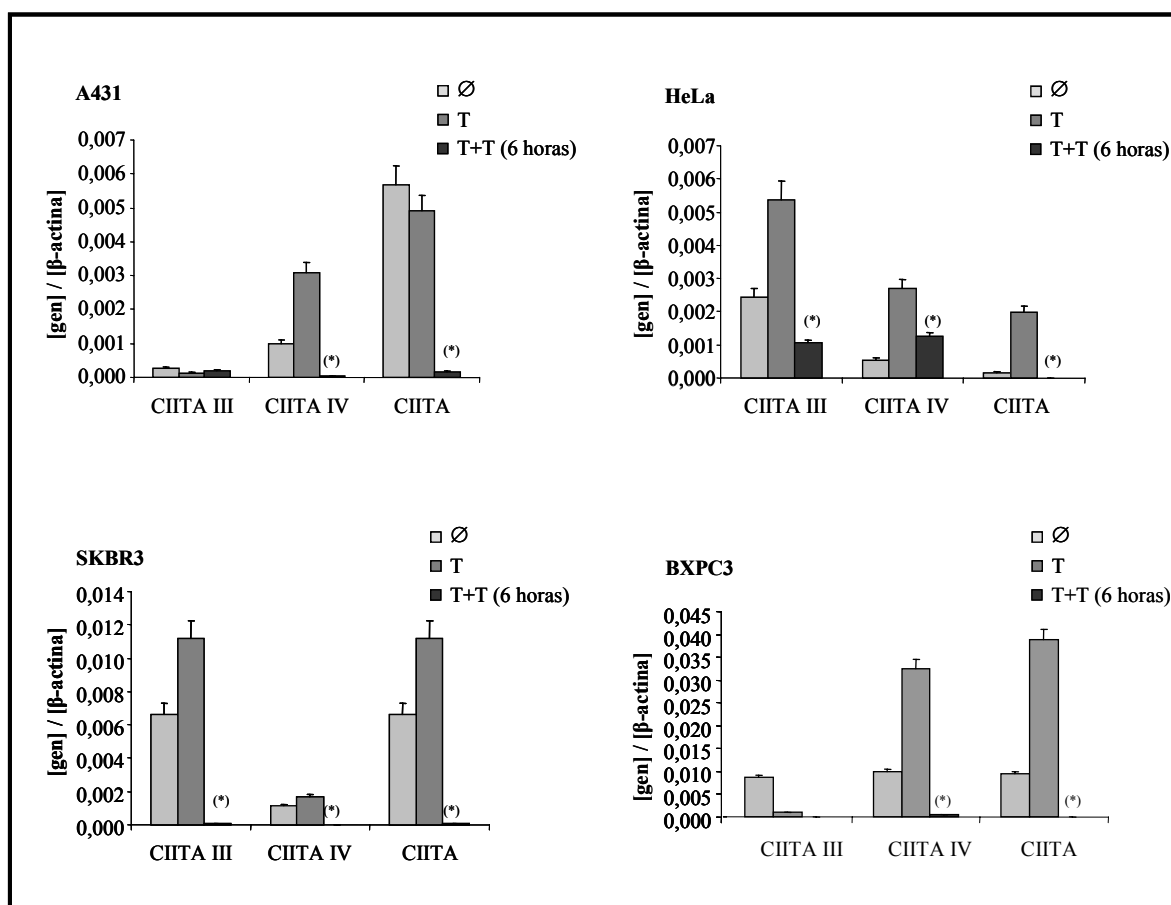 A431
∅
T
T+T (6 horas)
[gen] / [β-actina]
0,007
0,006
0,005
0,004
0,003
0,002
0,001
0,000
(*)
(*)
CIITA III CIITA IV CIITA
HeLa
∅
T
T+T (6 horas)
[gen] / [β-actina]
0,007
0,006
0,005
0,004
0,003
0,002
0,001
0,000
(*)
(*)
(*)
CIITA III CIITA IV CIITA
SKBR3
∅
T
T+T (6 horas)
[gen] / [β-actina]
0,014
0,012
0,010
0,008
0,006
0,004
0,002
0,000
(*)
(*)
(*)
CIITA III CIITA IV CIITA
BXPC3
∅
T
T+T (6 horas)
[gen] / [β-actina]
0,045
0,040
0,035
0,030
0,025
0,020
0,015
0,010
0,005
0,000
(*)
(*)
CIITA III CIITA IV CIITA